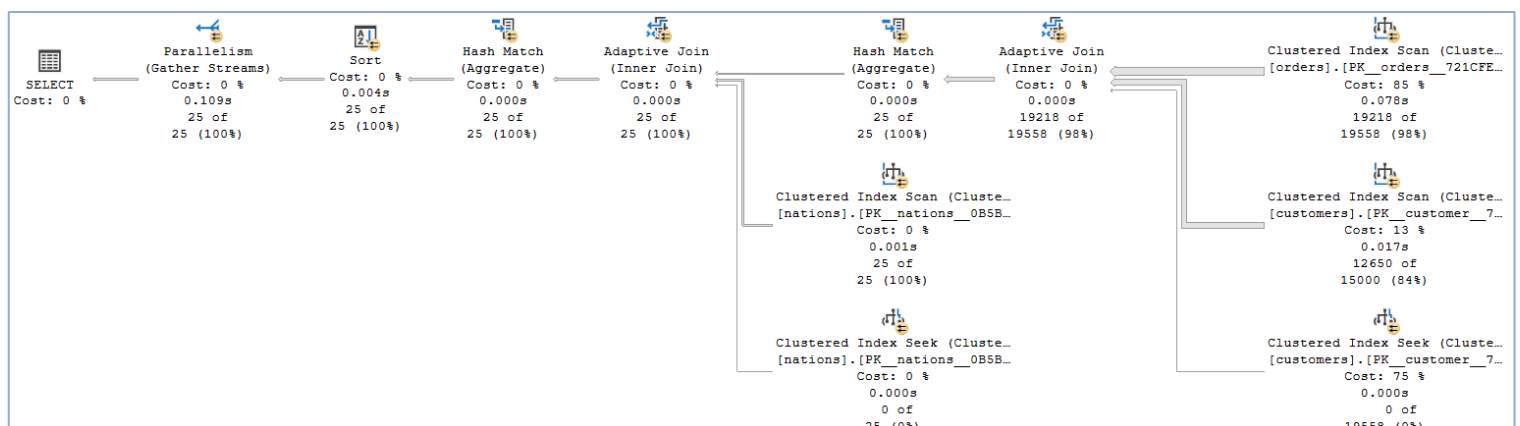 SELECT
Cost: 0 %
Parallelism
(Gather Streams)
Cost: 0 %
0.109s
25 of
25 (100%)
Sort
Cost: 0 %
0.004s
25 of
25 (100%)
Hash Match
(Aggregate)
Cost: 0 %
0.000s
25 of
25 (100%)
Adaptive Join
(Inner Join)
Cost: 0 %
0.000s
25 of
25 (100%)
Hash Match
(Aggregate)
Cost: 0 %
0.000s
25 of
25 (100%)
Adaptive Join
(Inner Join)
Cost: 0 %
0.000s
19218 of
19558 (98%)
Clustered Index Scan (Cluste…
[orders].[PK__orders__721CFE…
Cost: 85 %
0.078s
19218 of
19558 (98%)
Clustered Index Scan (Cluste…
[nations].[PK__nations__0B5B…
Cost: 0 %
0.001s
25 of
25 (100%)
Clustered Index Scan (Cluste…
[customers].[PK__customer__7…
Cost: 13 %
0.017s
12650 of
15000 (84%)
Clustered Index Seek (Cluste…
[nations].[PK__nations__0B5B…
Cost: 0 %
0.000s
0 of
25 (0%)
Clustered Index Seek (Cluste…
[customers].[PK__customer__7…
Cost: 75 %
0.000s
0 of
19558 (0%)